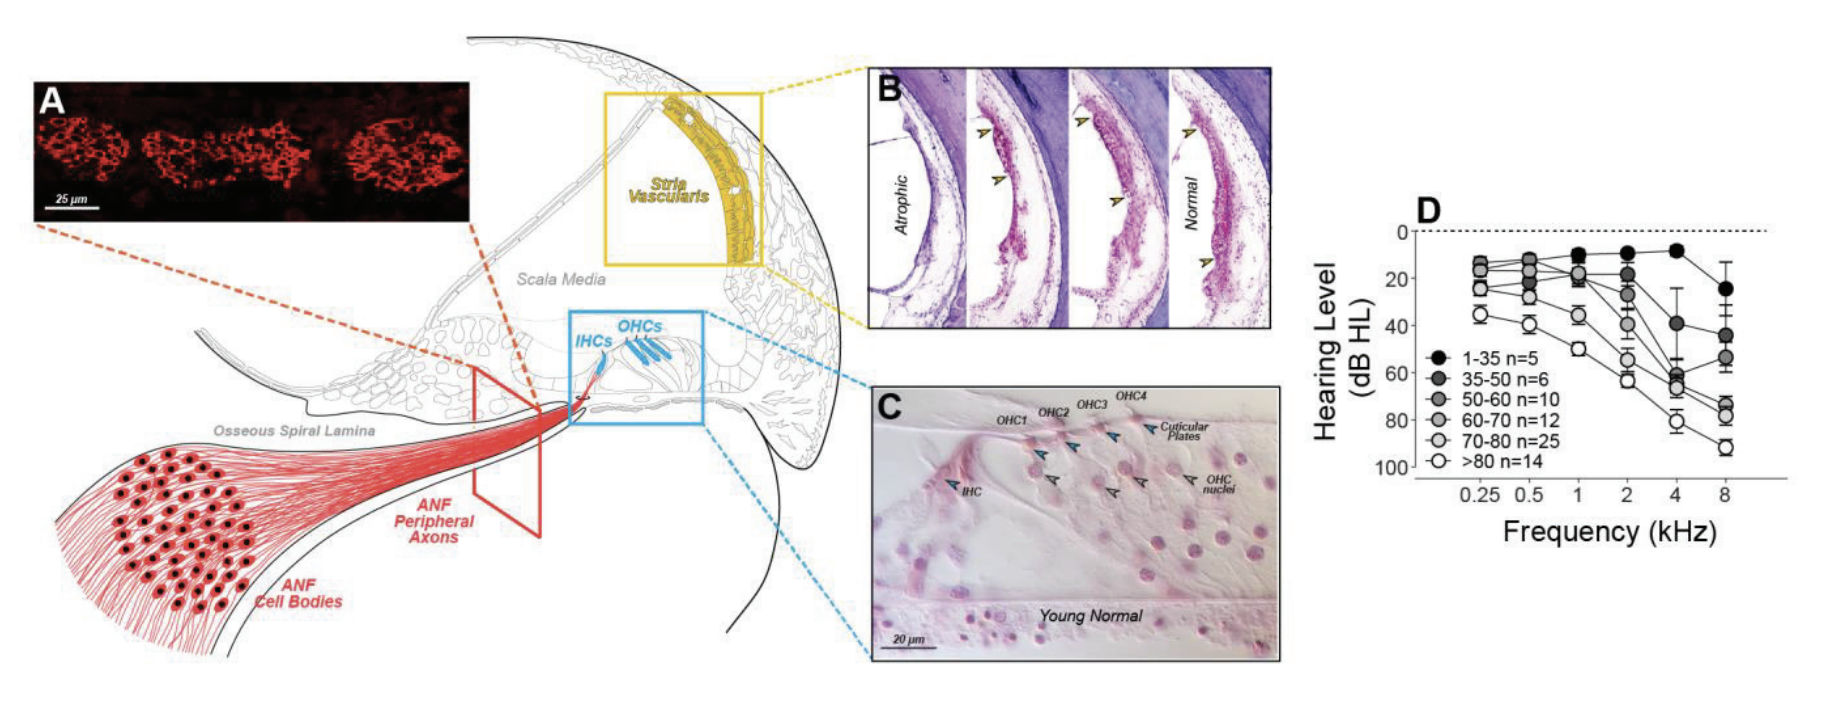 A
25 µm
Stria
Vascularis
Scala Media
OHCs
IHCs
Osseous Spiral Lamina
ANF
Peripheral
Axons
ANF
Cell Bodies
B
Atrophic
Normal
C
OHC1
OHC2
OHC3
OHC4
Cuticular
Plates
IHC
OHC
nuclei
Young Normal
20 µm
D
Hearing Level
(dB HL)
0
20
40
60
80
100
1-35 n=5
35-50 n=6
50-60 n=10
60-70 n=12
70-80 n=25
>80 n=14
0.25 0.5 1 2 4 8
Frequency (kHz)